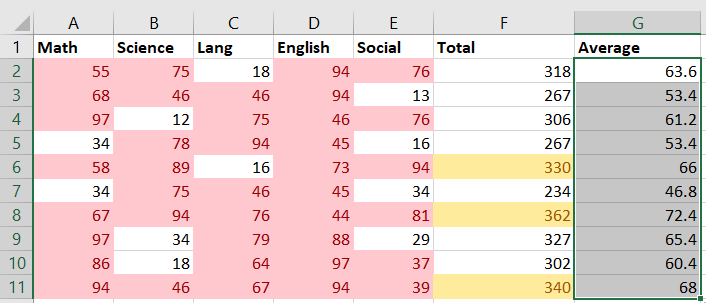 A B C D E F G
1 Math Science Lang English Social Total Average
2 55 75 18 94 76 318 63.6
3 68 46 46 94 13 267 53.4
4 97 12 75 46 76 306 61.2
5 34 78 94 45 16 267 53.4
6 58 89 16 73 94 330 66
7 34 75 46 45 34 234 46.8
8 67 94 76 44 81 362 72.4
9 97 34 79 88 29 327 65.4
10 86 18 64 97 37 302 60.4
11 94 46 67 94 39 340 68